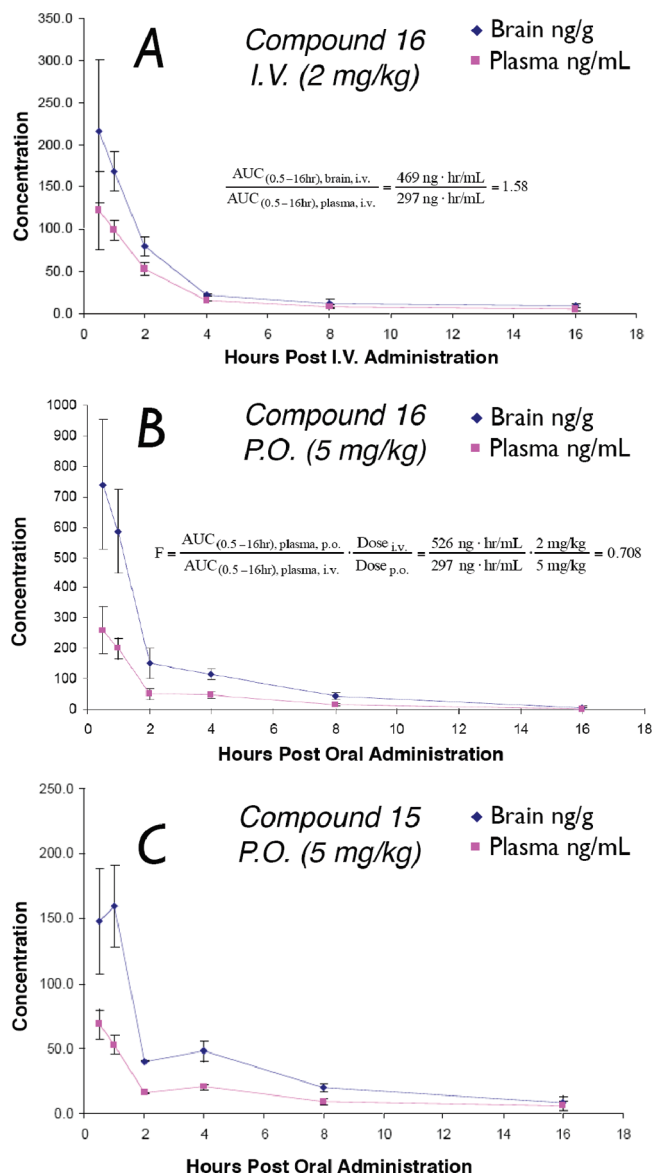 A
Compound 16
I.V. (2 mg/kg)
Brain ng/g
Plasma ng/mL
Concentration
350.0
300.0
250.0
200.0
150.0
100.0
50.0
0.0
AUC (0.5–16hr), brain, i.v. / AUC (0.5–16hr), plasma, i.v. = 469 ng · hr/mL / 297 ng · hr/mL = 1.58
0 2 4 6 8 10 12 14 16 18
Hours Post I.V. Administration
B
Compound 16
P.O. (5 mg/kg)
Brain ng/g
Plasma ng/mL
Concentration
1000
900
800
700
600
500
400
300
200
100
0
F = AUC (0.5–16hr), plasma, p.o. / AUC (0.5–16hr), plasma, i.v. · Dose i.v. / Dose p.o. = 526 ng · hr/mL / 297 ng · hr/mL · 2 mg/kg / 5 mg/kg = 0.708
0 2 4 6 8 10 12 14 16 18
Hours Post Oral Administration
C
Compound 15
P.O. (5 mg/kg)
Brain ng/g
Plasma ng/mL
Concentration
250.0
200.0
150.0
100.0
50.0
0.0
0 2 4 6 8 10 12 14 16 18
Hours Post Oral Administration